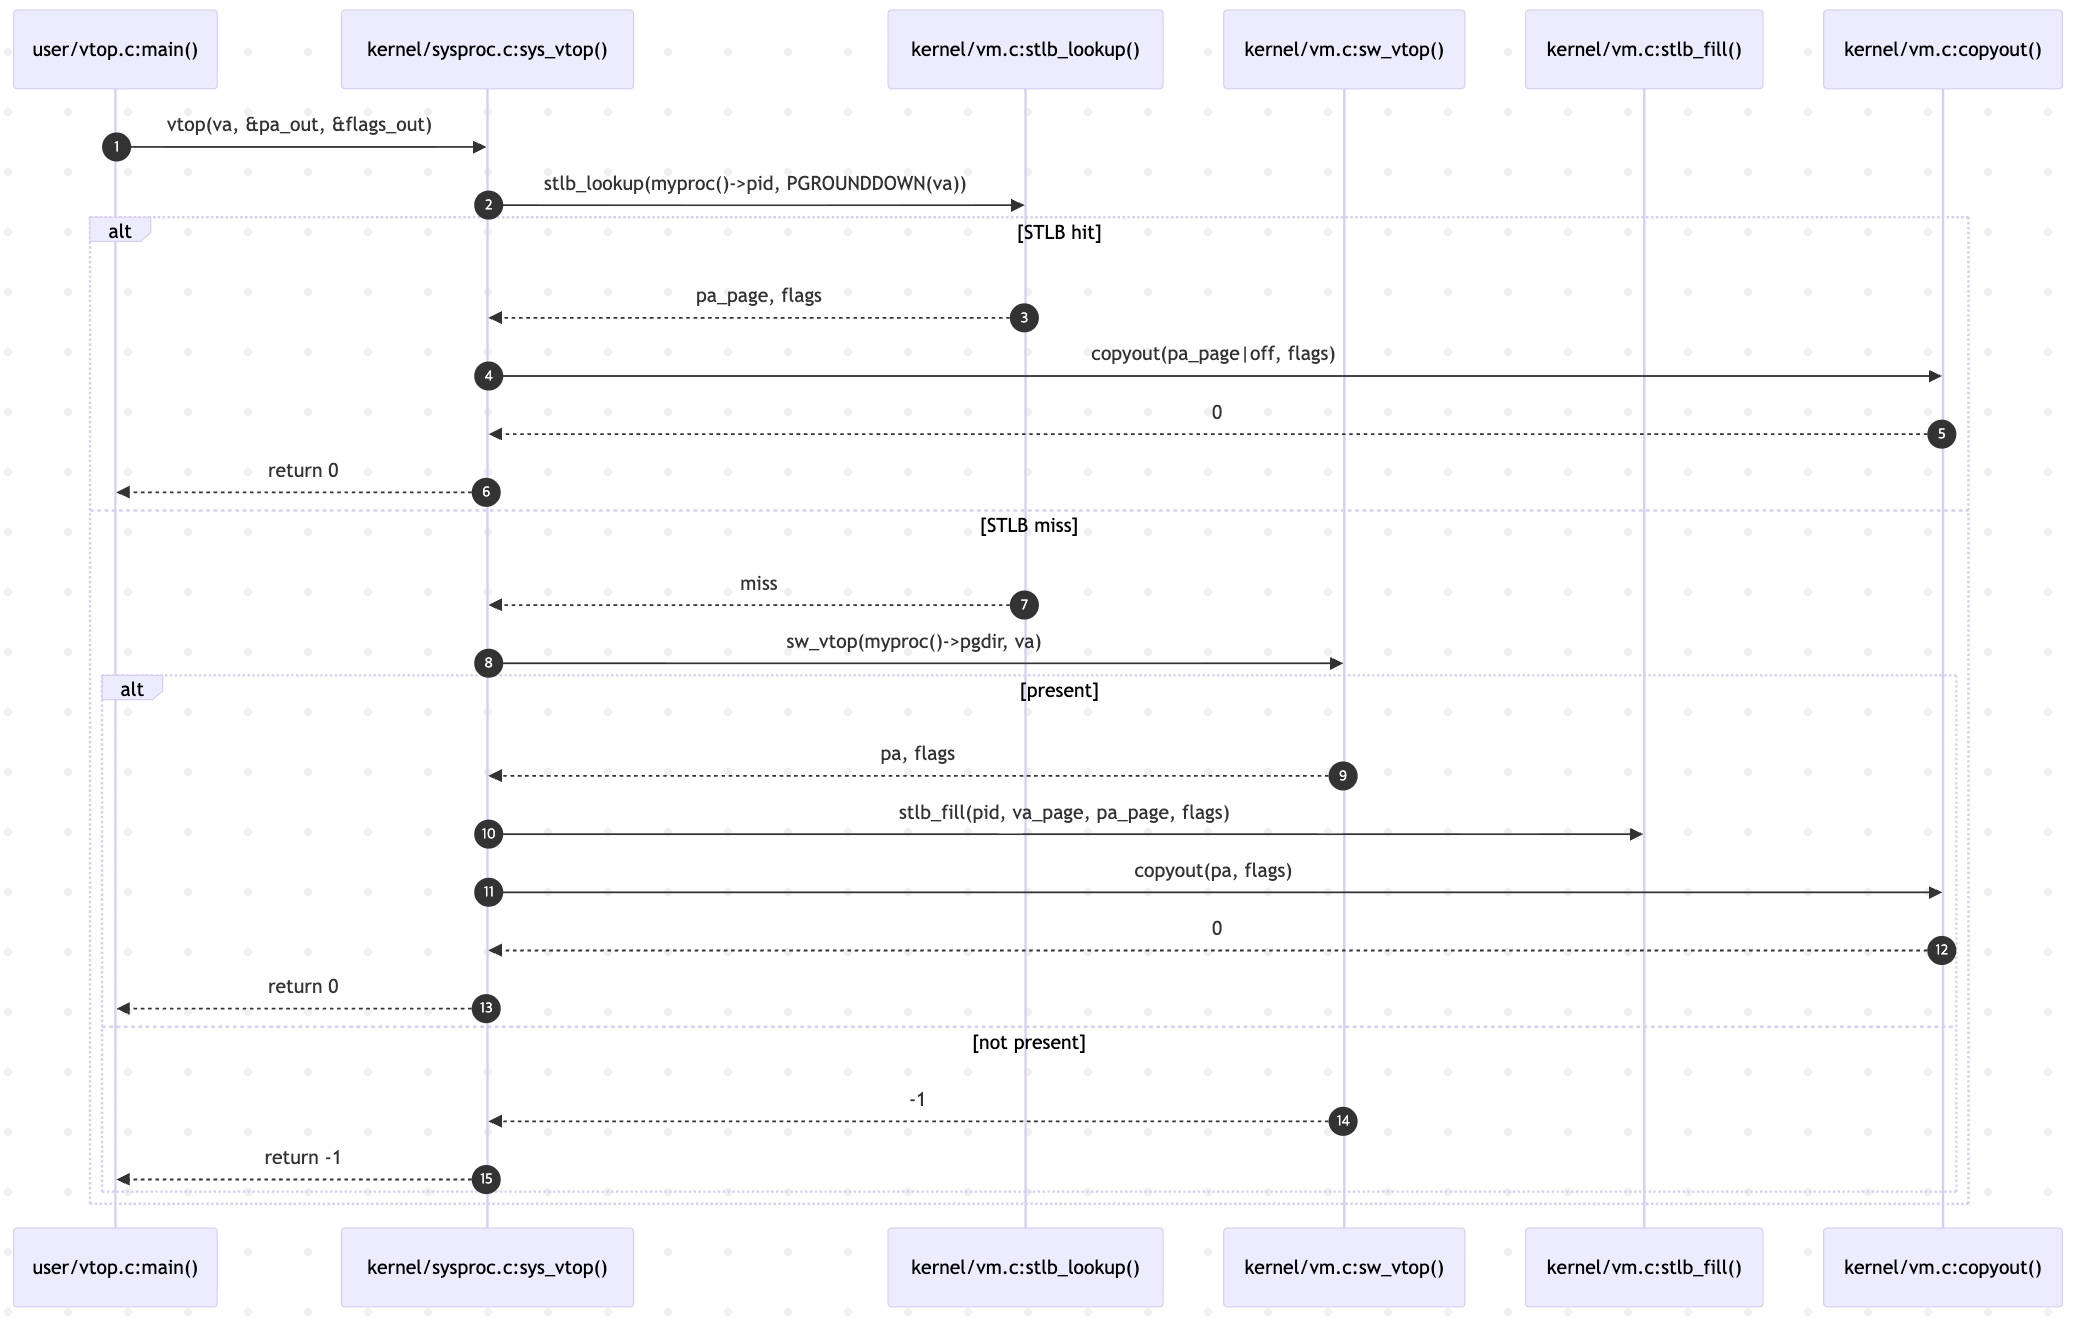 user/vtop.c:main()
kernel/sysproc.c:sys_vtop()
kernel/vm.c:stlb_lookup()
kernel/vm.c:sw_vtop()
kernel/vm.c:stlb_fill()
kernel/vm.c:copyout()
vtop(va, &pa_out, &flags_out)
1
stlb_lookup(myproc()->pid, PGROUNDDOWN(va))
2
alt
[STLB hit]
pa_page, flags
3
copyout(pa_page|off, flags)
4
0
5
return 0
6
[STLB miss]
miss
7
sw_vtop(myproc()->pgdir, va)
8
alt
[present]
pa, flags
9
stlb_fill(pid, va_page, pa_page, flags)
10
copyout(pa, flags)
11
0
12
return 0
13
[not present]
-1
14
return -1
15
user/vtop.c:main()
kernel/sysproc.c:sys_vtop()
kernel/vm.c:stlb_lookup()
kernel/vm.c:sw_vtop()
kernel/vm.c:stlb_fill()
kernel/vm.c:copyout()